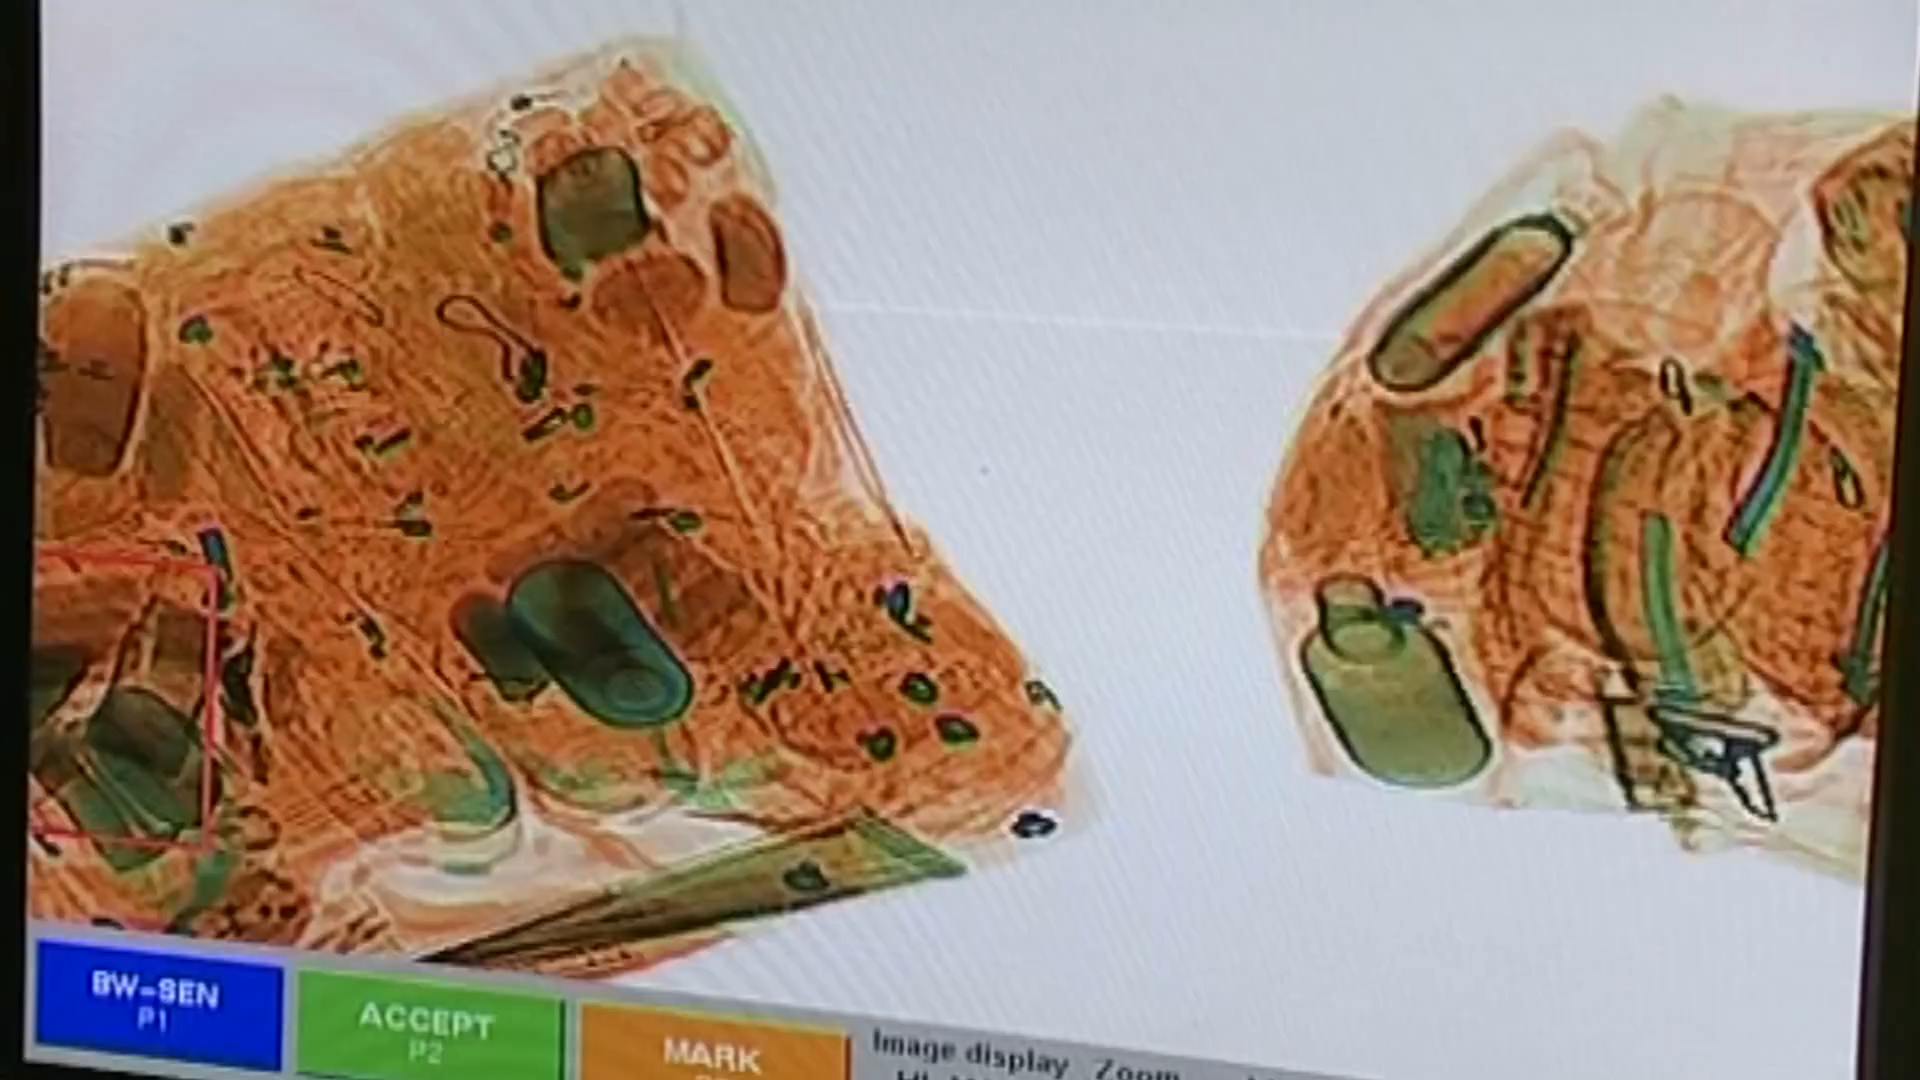 BW-SEN
P1
ACCEPT
P2
MARK
Image display Zoom